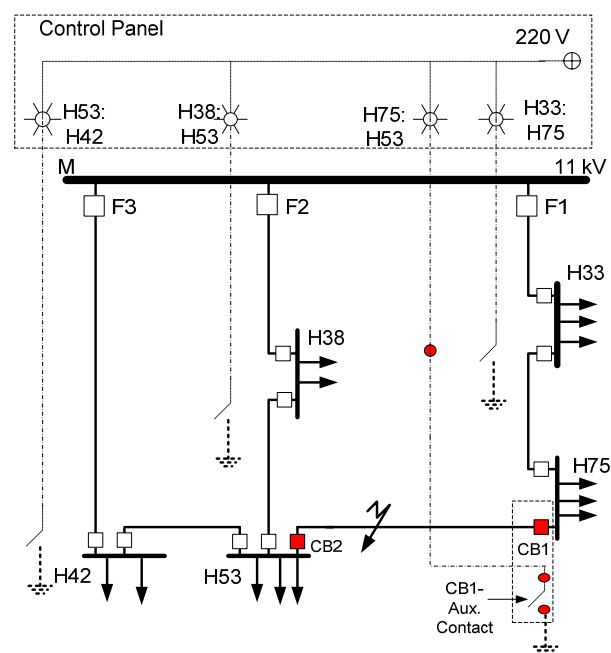 Control Panel
220 V
H53:
H42
H38:
H53
H75:
H53
H33:
H75
M
11 kV
F3
F2
F1
H33
H38
H75
CB2
CB1
H42
H53
CB1-
Aux.
Contact